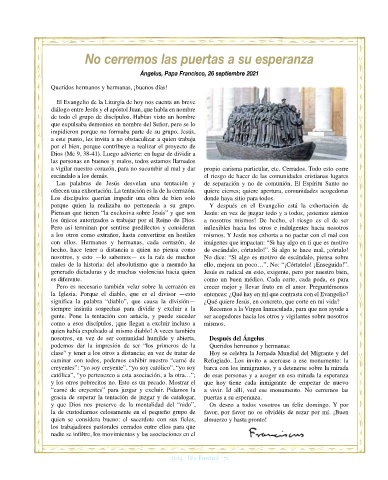 No cerremos las puertas a su esperanza
Ángelus, Papa Francisco, 26 septiembre 2021
Queridos hermanos y hermanas, ¡buenos días!
El Evangelio de la Liturgia de hoy nos cuenta un breve
diálogo entre Jesús y el apóstol Juan, que habla en nombre
de todo el grupo de discípulos. Habían visto un hombre
que expulsaba demonios en nombre del Señor, pero se lo
impidieron porque no formaba parte de su grupo. Jesús,
a este punto, les invita a no obstaculizar a quien trabaja
por el bien, porque contribuye a realizar el proyecto de
Dios (Mc 9, 38-41). Luego advierte: en lugar de dividir a
las personas en buenos y malos, todos estamos llamados
a vigilar nuestro corazón, para no sucumbir al mal y dar
escándalo a los demás.
Las palabras de Jesús desvelan una tentación y
ofrecen una exhortación. La tentación es la de la cerrazón.
Los discípulos querían impedir una obra de bien solo
porque quien la realizaba no pertenecía a su grupo.
Piensan que tienen "la exclusiva sobre Jesús" y que son
los únicos autorizados a trabajar por el Reino de Dios.
Pero así terminan por sentirse predilectos y consideran
a los otros como extraños, hasta convertirse en hostiles
con ellos. Hermanos y hermanas, cada cerrazón, de
hecho, hace tener a distancia a quien no piensa como
nosotros, y esto —lo sabemos— es la raíz de muchos
males de la historia: del absolutismo que a menudo ha
generado dictaduras y de muchas violencias hacia quien
es diferente.
Pero es necesario también velar sobre la cerrazón en
la Iglesia. Porque el diablo, que es el divisor —esto
significa la palabra "diablo", que causa la división—
siempre insinúa sospechas para dividir y excluir a la
gente. Pone la tentación con astucia, y puede suceder
como a esos discípulos, ¡que llegan a excluir incluso a
quien había expulsado al mismo diablo! A veces también
nosotros, en vez de ser comunidad humilde y abierta,
podemos dar la impresión de ser "los primeros de la
clase" y tener a los otros a distancia; en vez de tratar de
caminar con todos, podemos exhibir nuestro "carné de
creyentes": "yo soy creyente", "yo soy católico", "yo soy
católica", "yo pertenezco a esta asociación, a la otra...";
y los otros pobrecitos no. Esto es un pecado. Mostrar el
"carné de creyentes" para juzgar y excluir. Pidamos la
gracia de superar la tentación de juzgar y de catalogar,
y que Dios nos preserve de la mentalidad del "nido",
la de custodiarnos celosamente en el pequeño grupo de
quien se considera bueno: el sacerdote con sus fieles,
los trabajadores pastorales cerrados entre ellos para que
nadie se infiltre, los movimientos y las asociaciones en el
propio carisma particular, etc. Cerrados. Todo esto corre
el riesgo de hacer de las comunidades cristianas lugares
de separación y no de comunión. El Espíritu Santo no
quiere cierres; quiere apertura, comunidades acogedoras
donde haya sitio para todos.
Y después en el Evangelio está la exhortación de
Jesús: en vez de juzgar todo y a todos, ¡estemos atentos
a nosotros mismos! De hecho, el riesgo es el de ser
inflexibles hacia los otros e indulgentes hacia nosotros
mismos. Y Jesús nos exhorta a no pactar con el mal con
imágenes que impactan: "Si hay algo en ti que es motivo
de escándalo, córtatelo!". Si algo te hace mal, ¡córtalo!
No dice: "Si algo es motivo de escándalo, piensa sobre
ello, mejora un poco...". No: "¡Córtatelo! ¡Enseguida!".
Jesús es radical en esto, exigente, pero por nuestro bien,
como un buen médico. Cada corte, cada poda, es para
crecer mejor y llevar fruto en el amor. Preguntémonos
entonces: ¿Qué hay en mí que contrasta con el Evangelio?
¿Qué quiere Jesús, en concreto, que corte en mi vida?
Recemos a la Virgen Inmaculada, para que nos ayude a
ser acogedores hacia los otros y vigilantes sobre nosotros
mismos.
Después del Ángelus
Queridos hermanos y hermanas:
Hoy se celebra la Jornada Mundial del Migrante y del
Refugiado. Los invito a acercase a ese monumento: la
barca con los inmigrantes, y a detenerse sobre la mirada
de esas personas y a acoger en esa mirada la esperanza
que hoy tiene cada inmigrante de empezar de nuevo
a vivir. Id allí, ved ese monumento. No cerremos las
puertas a su esperanza.
Os deseo a todos vosotros un feliz domingo. Y por
favor, por favor no os olvidéis de rezar por mí. ¡Buen
almuerzo y hasta pronto!
Franciscus